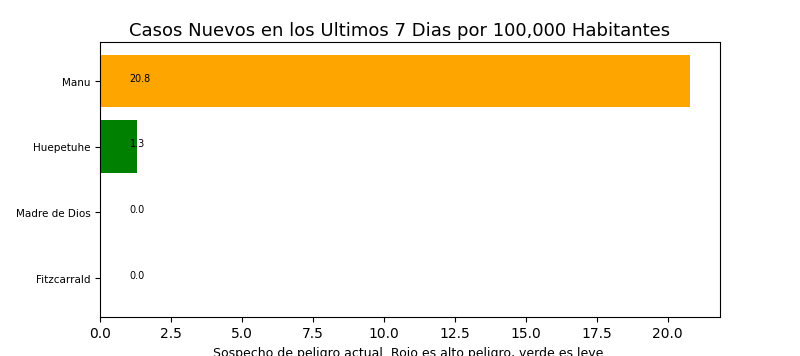 Casos Nuevos en los Ultimos 7 Dias por 100,000 Habitantes
Manu 20.8
Huepetuhe 1.3
Madre de Dios 0.0
Fitzcarrald 0.0
0.0 2.5 5.0 7.5 10.0 12.5 15.0 17.5 20.0
Sospecho de peligro actual. Rojo es alto peligro, verde es leve